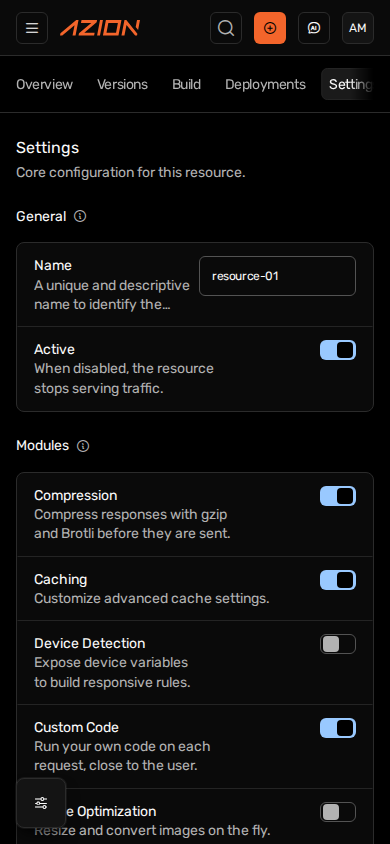 AZION
AI
AM
Overview Versions Build Deployments Setting
Settings
Core configuration for this resource.
General
Name
A unique and descriptive
name to identify the…
resource-01
Active
When disabled, the resource
stops serving traffic.
Modules
Compression
Compress responses with gzip
and Brotli before they are sent.
Caching
Customize advanced cache settings.
Device Detection
Expose device variables
to build responsive rules.
Custom Code
Run your own code on each
request, close to the user.
Optimization
Resize and convert images on the fly.